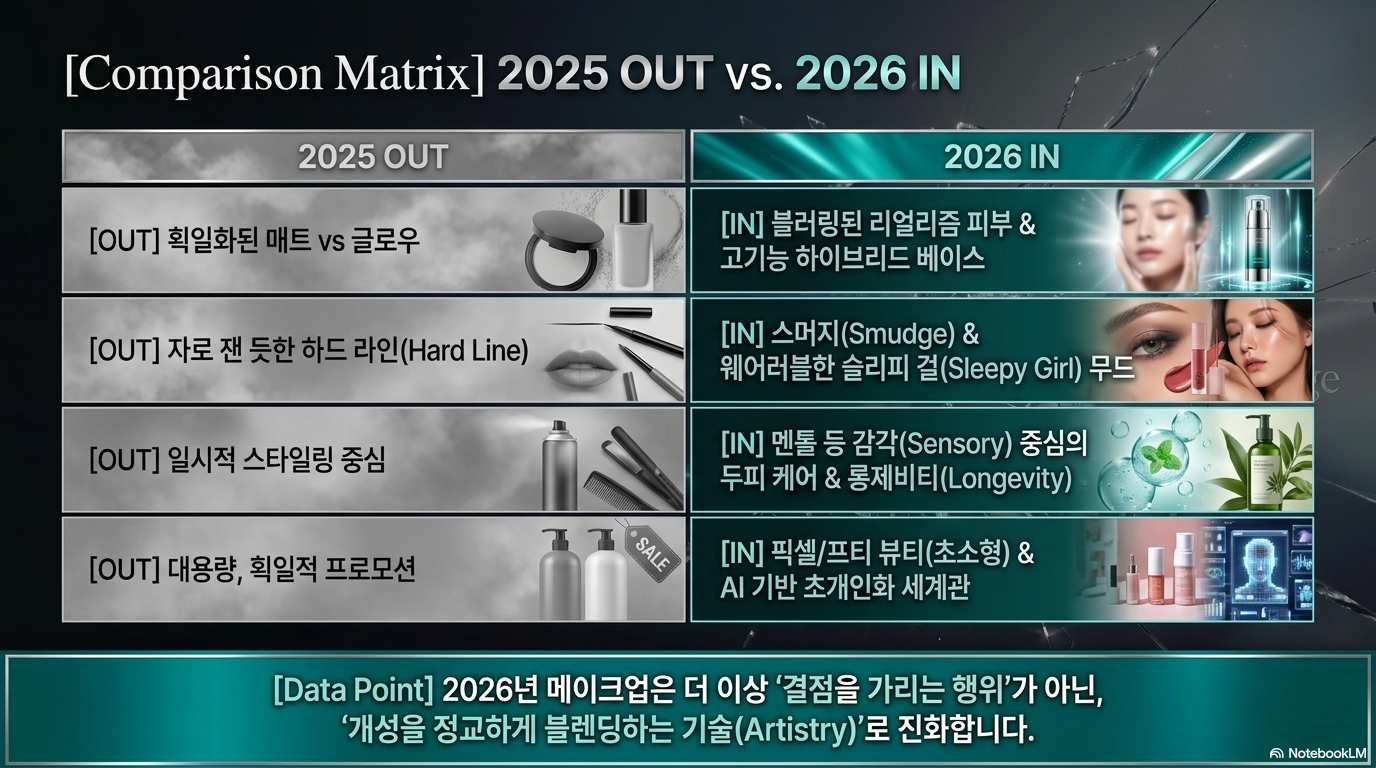 [Comparison Matrix] 2025 OUT vs. 2026 IN
2025 OUT
2026 IN
[OUT] 획일화된 매트 vs 글로우
[IN] 블러링된 리얼리즘 피부 &
고기능 하이브리드 베이스
[OUT] 자로 잰 듯한 하드 라인(Hard Line)
[IN] 스머지(Smudge) &
웨어러블한 슬리피 걸(Sleepy Girl) 무드
[OUT] 일시적 스타일링 중심
[IN] 멘톨 등 감각(Sensory) 중심의
두피 케어 & 롱제비티(Longevity)
[OUT] 대용량, 획일적 프로모션
SALE
[IN] 픽셀/프티 뷰티(초소형) &
AI 기반 초개인화 세계관
[Data Point] 2026년 메이크업은 더 이상 ‘결점을 가리는 행위’가 아닌,
‘개성을 정교하게 블렌딩하는 기술(Artistry)’로 진화합니다.
NotebookLM